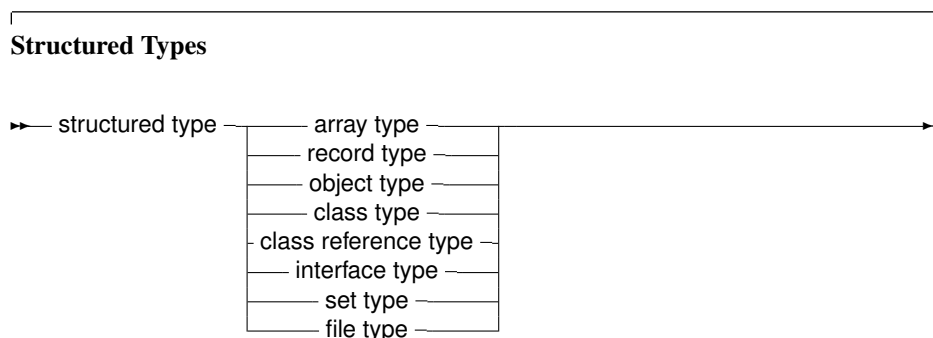 Structured Types
structured type array type
record type
object type
class type
class reference type
interface type
set type
file type